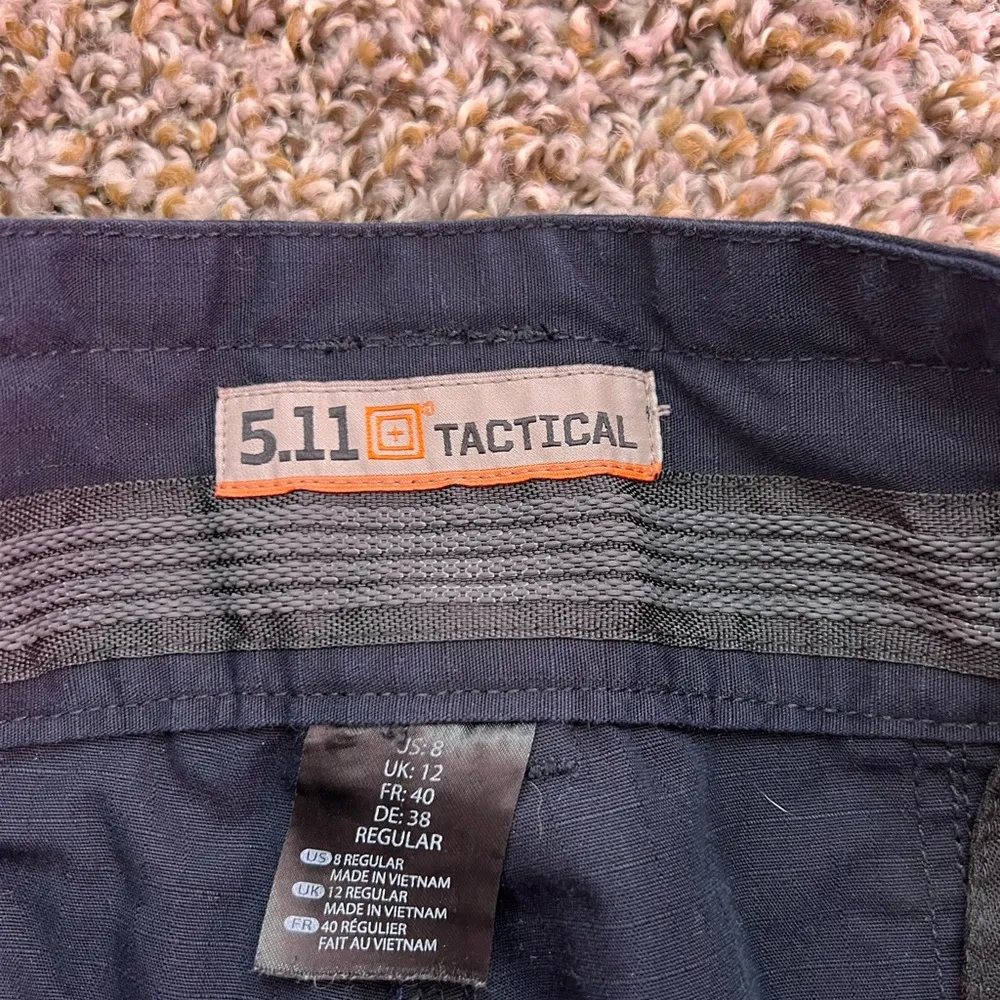 5.11 ® TACTICAL
US: 8
UK: 12
FR: 40
DE: 38
REGULAR
US 8 REGULAR
MADE IN VIETNAM
UK 12 REGULAR
MADE IN VIETNAM
FR 40 RÉGULIER
FAIT AU VIETNAM